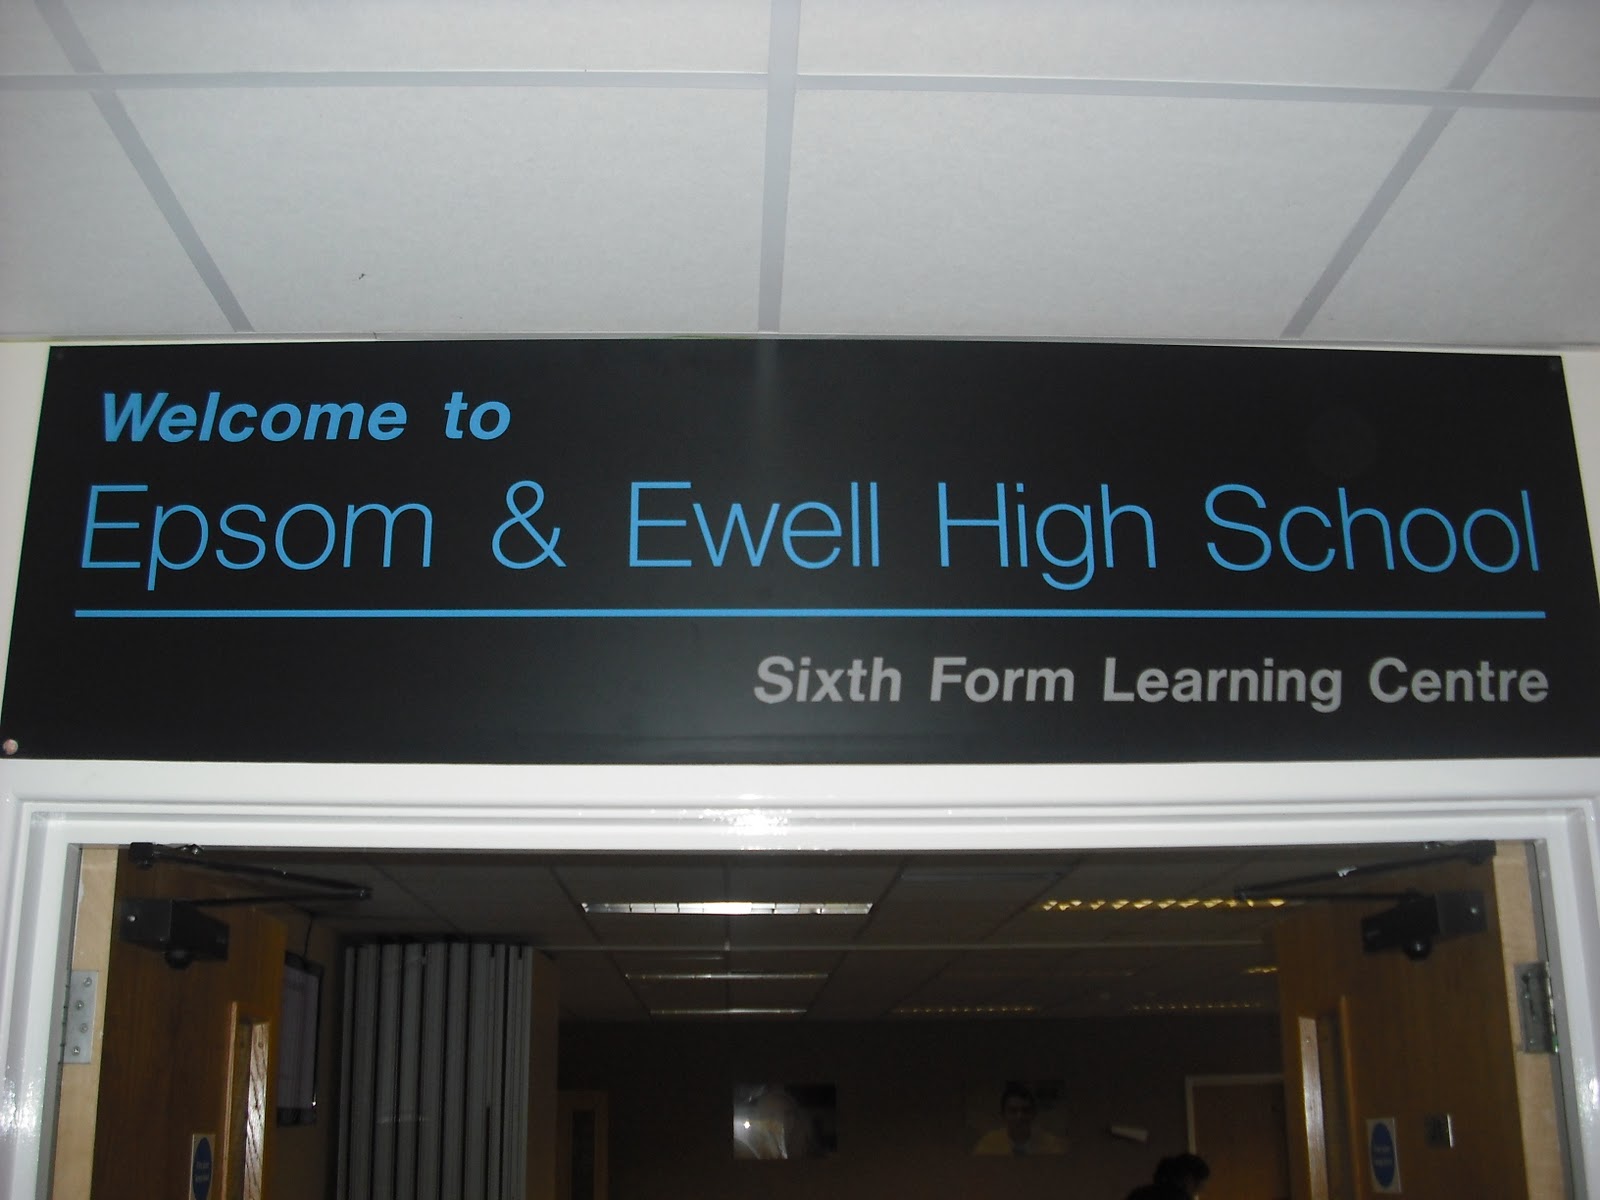 Welcome to
Epsom & Ewell High School
Sixth Form Learning Centre